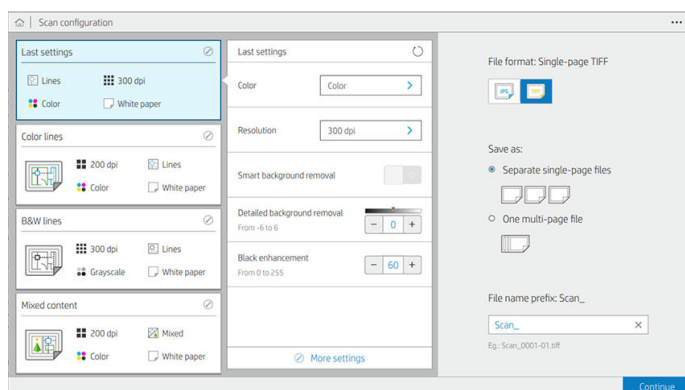 Scan configuration
Last settings
Lines
300 dpi
Color
White paper
Color lines
200 dpi
Lines
Color
White paper
B&W lines
300 dpi
Lines
Grayscale
White paper
Mixed content
200 dpi
Mixed
Color
White paper
Last settings
Color
Color
Resolution
300 dpi
Smart background removal
Detailed background removal
From -6 to 6
− 0 +
Black enhancement
From 0 to 255
− 60 +
More settings
File format: Single-page TIFF
JPG
TIFF
Save as:
Separate single-page files
One multi-page file
File name prefix: Scan_
Scan_
Eg.: Scan_0001-01.tiff
Continue